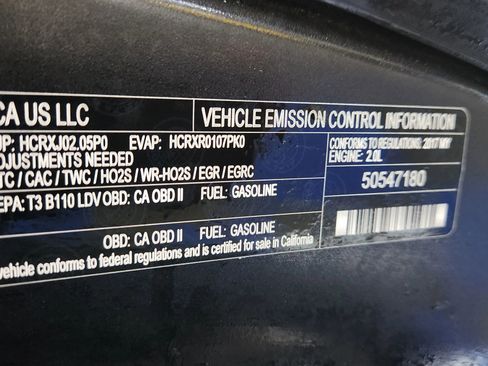 CA US LLC
VEHICLE EMISSION CONTROL INFORMATION
UP: HCRXJ02.05P0 EVAP: HCRXR0107PK0
CONFORMS TO REGULATIONS: 2017 MY
ADJUSTMENTS NEEDED
ENGINE: 2.0L
TC / CAC / TWC / HO2S / WR-HO2S / EGR / EGRC
50547180
EPA: T3 B110 LDV OBD: CA OBD II FUEL: GASOLINE
OBD: CA OBD II FUEL: GASOLINE
vehicle conforms to federal regulations and is certified for sale in California